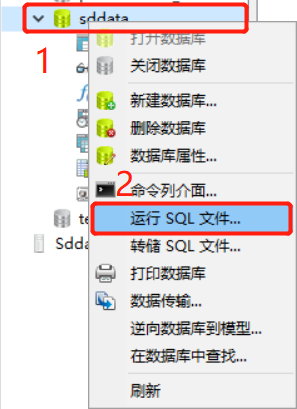 sddata
1
打开数据库
关闭数据库
新建数据库...
删除数据库
数据库属性...
2
命令列介面...
运行 SQL 文件...
te
转储 SQL 文件...
Sdda
打印数据库
数据传输...
逆向数据库到模型...
在数据库中查找...
刷新